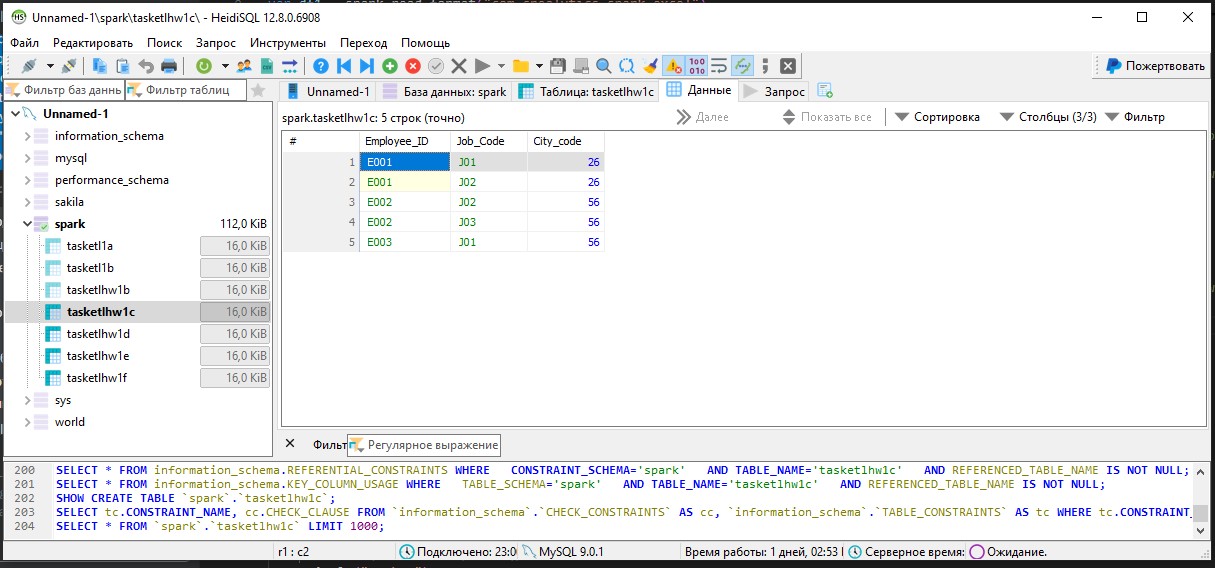 Unnamed-1\spark\tasketlhw1c\ - HeidiSQL 12.8.0.6908
Файл Редактировать Поиск Запрос Инструменты Переход Помощь
Пожертвовать
Фильтр баз даннь Фильтр таблиц
Unnamed-1 База данных: spark Таблица: tasketlhw1c Данные Запрос
Unnamed-1
information_schema
mysql
performance_schema
sakila
spark 112,0 KiB
tasketl1a 16,0 KiB
tasketl1b 16,0 KiB
tasketlhw1b 16,0 KiB
tasketlhw1c 16,0 KiB
tasketlhw1d 16,0 KiB
tasketlhw1e 16,0 KiB
tasketlhw1f 16,0 KiB
sys
world
spark.tasketlhw1c: 5 строк (точно) Далее Показать все Сортировка Столбцы (3/3) Фильтр
# Employee_ID Job_Code City_code
1 E001 J01 26
2 E001 J02 26
3 E002 J02 56
4 E002 J03 56
5 E003 J01 56
Фильт Регулярное выражение
200 SELECT * FROM information_schema.REFERENTIAL_CONSTRAINTS WHERE CONSTRAINT_SCHEMA='spark' AND TABLE_NAME='tasketlhw1c' AND REFERENCED_TABLE_NAME IS NOT NULL;
201 SELECT * FROM information_schema.KEY_COLUMN_USAGE WHERE TABLE_SCHEMA='spark' AND TABLE_NAME='tasketlhw1c' AND REFERENCED_TABLE_NAME IS NOT NULL;
202 SHOW CREATE TABLE `spark`.`tasketlhw1c`;
203 SELECT tc.CONSTRAINT_NAME, cc.CHECK_CLAUSE FROM `information_schema`.`CHECK_CONSTRAINTS` AS cc, `information_schema`.`TABLE_CONSTRAINTS` AS tc WHERE tc.CONSTRAINT_
204 SELECT * FROM `spark`.`tasketlhw1c` LIMIT 1000;
r1 : c2 Подключено: 23:0 MySQL 9.0.1 Время работы: 1 дней, 02:53 Серверное время: Ожидание.